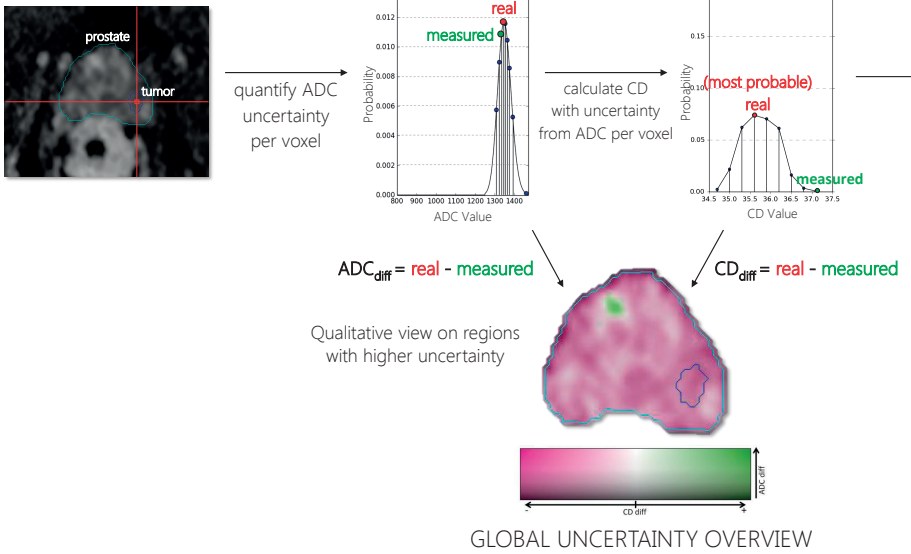 prostate
tumor
quantify ADC
uncertainty
per voxel
0.012
0.010
0.008
0.006
0.004
0.002
0.000
Probability
real
measured
800 900 1000 1100 1200 1300 1400
ADC Value
calculate CD
with uncertainty
from ADC per voxel
0.15
0.10
0.05
0.00
Probability
(most probable)
real
measured
34.5 35.0 35.5 36.0 36.5 37.0 37.5
CD Value
ADCdiff = real - measured
CDdiff = real - measured
Qualitative view on regions
with higher uncertainty
ADC diff
- CD diff +
GLOBAL UNCERTAINTY OVERVIEW